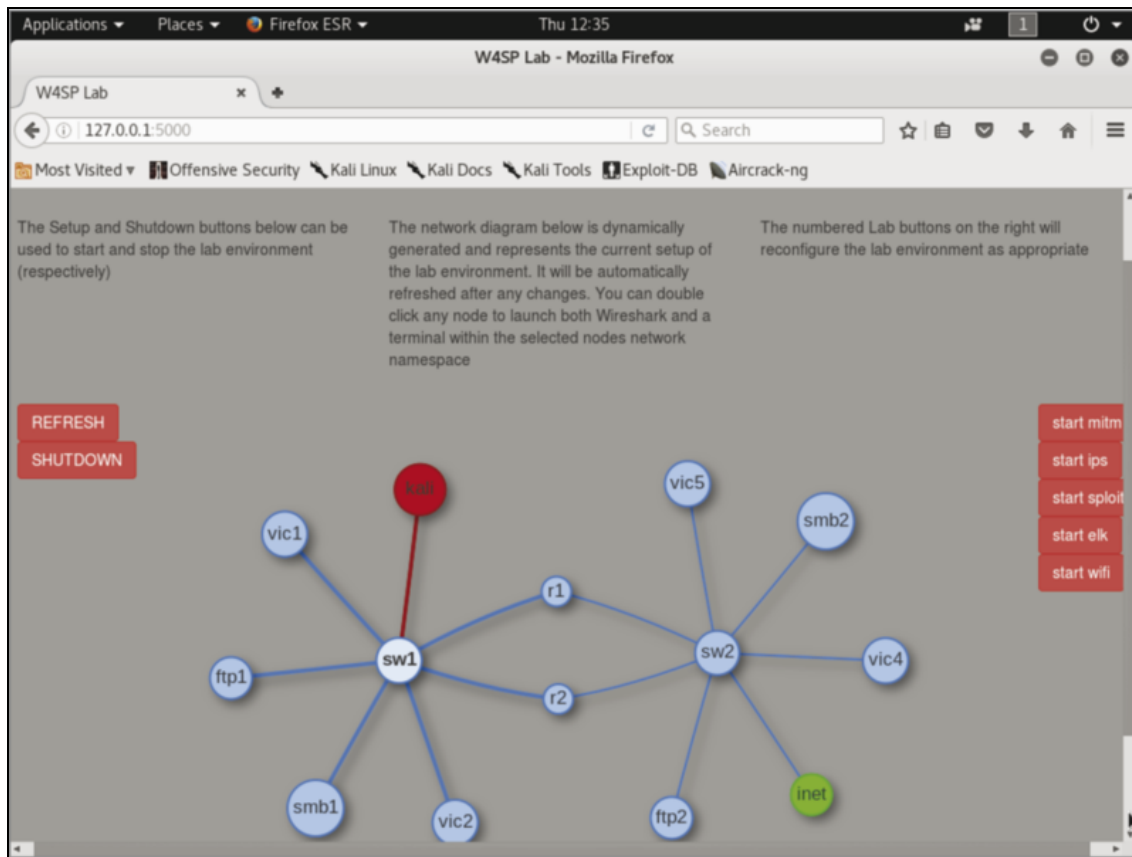 Applications Places Firefox ESR Thu 12:35 1
W4SP Lab - Mozilla Firefox
W4SP Lab
127.0.0.1:5000 Search
Most Visited Offensive Security Kali Linux Kali Docs Kali Tools Exploit-DB Aircrack-ng
The Setup and Shutdown buttons below can be
used to start and stop the lab environment
(respectively)
The network diagram below is dynamically
generated and represents the current setup of
the lab environment. It will be automatically
refreshed after any changes. You can double
click any node to launch both Wireshark and a
terminal within the selected nodes network
namespace
The numbered Lab buttons on the right will
reconfigure the lab environment as appropriate
REFRESH
SHUTDOWN
start mitm
start ips
start sploit
start elk
start wifi
kali
vic5
vic1
smb2
r1
sw1
sw2
vic4
ftp1
r2
inet
smb1
vic2
ftp2